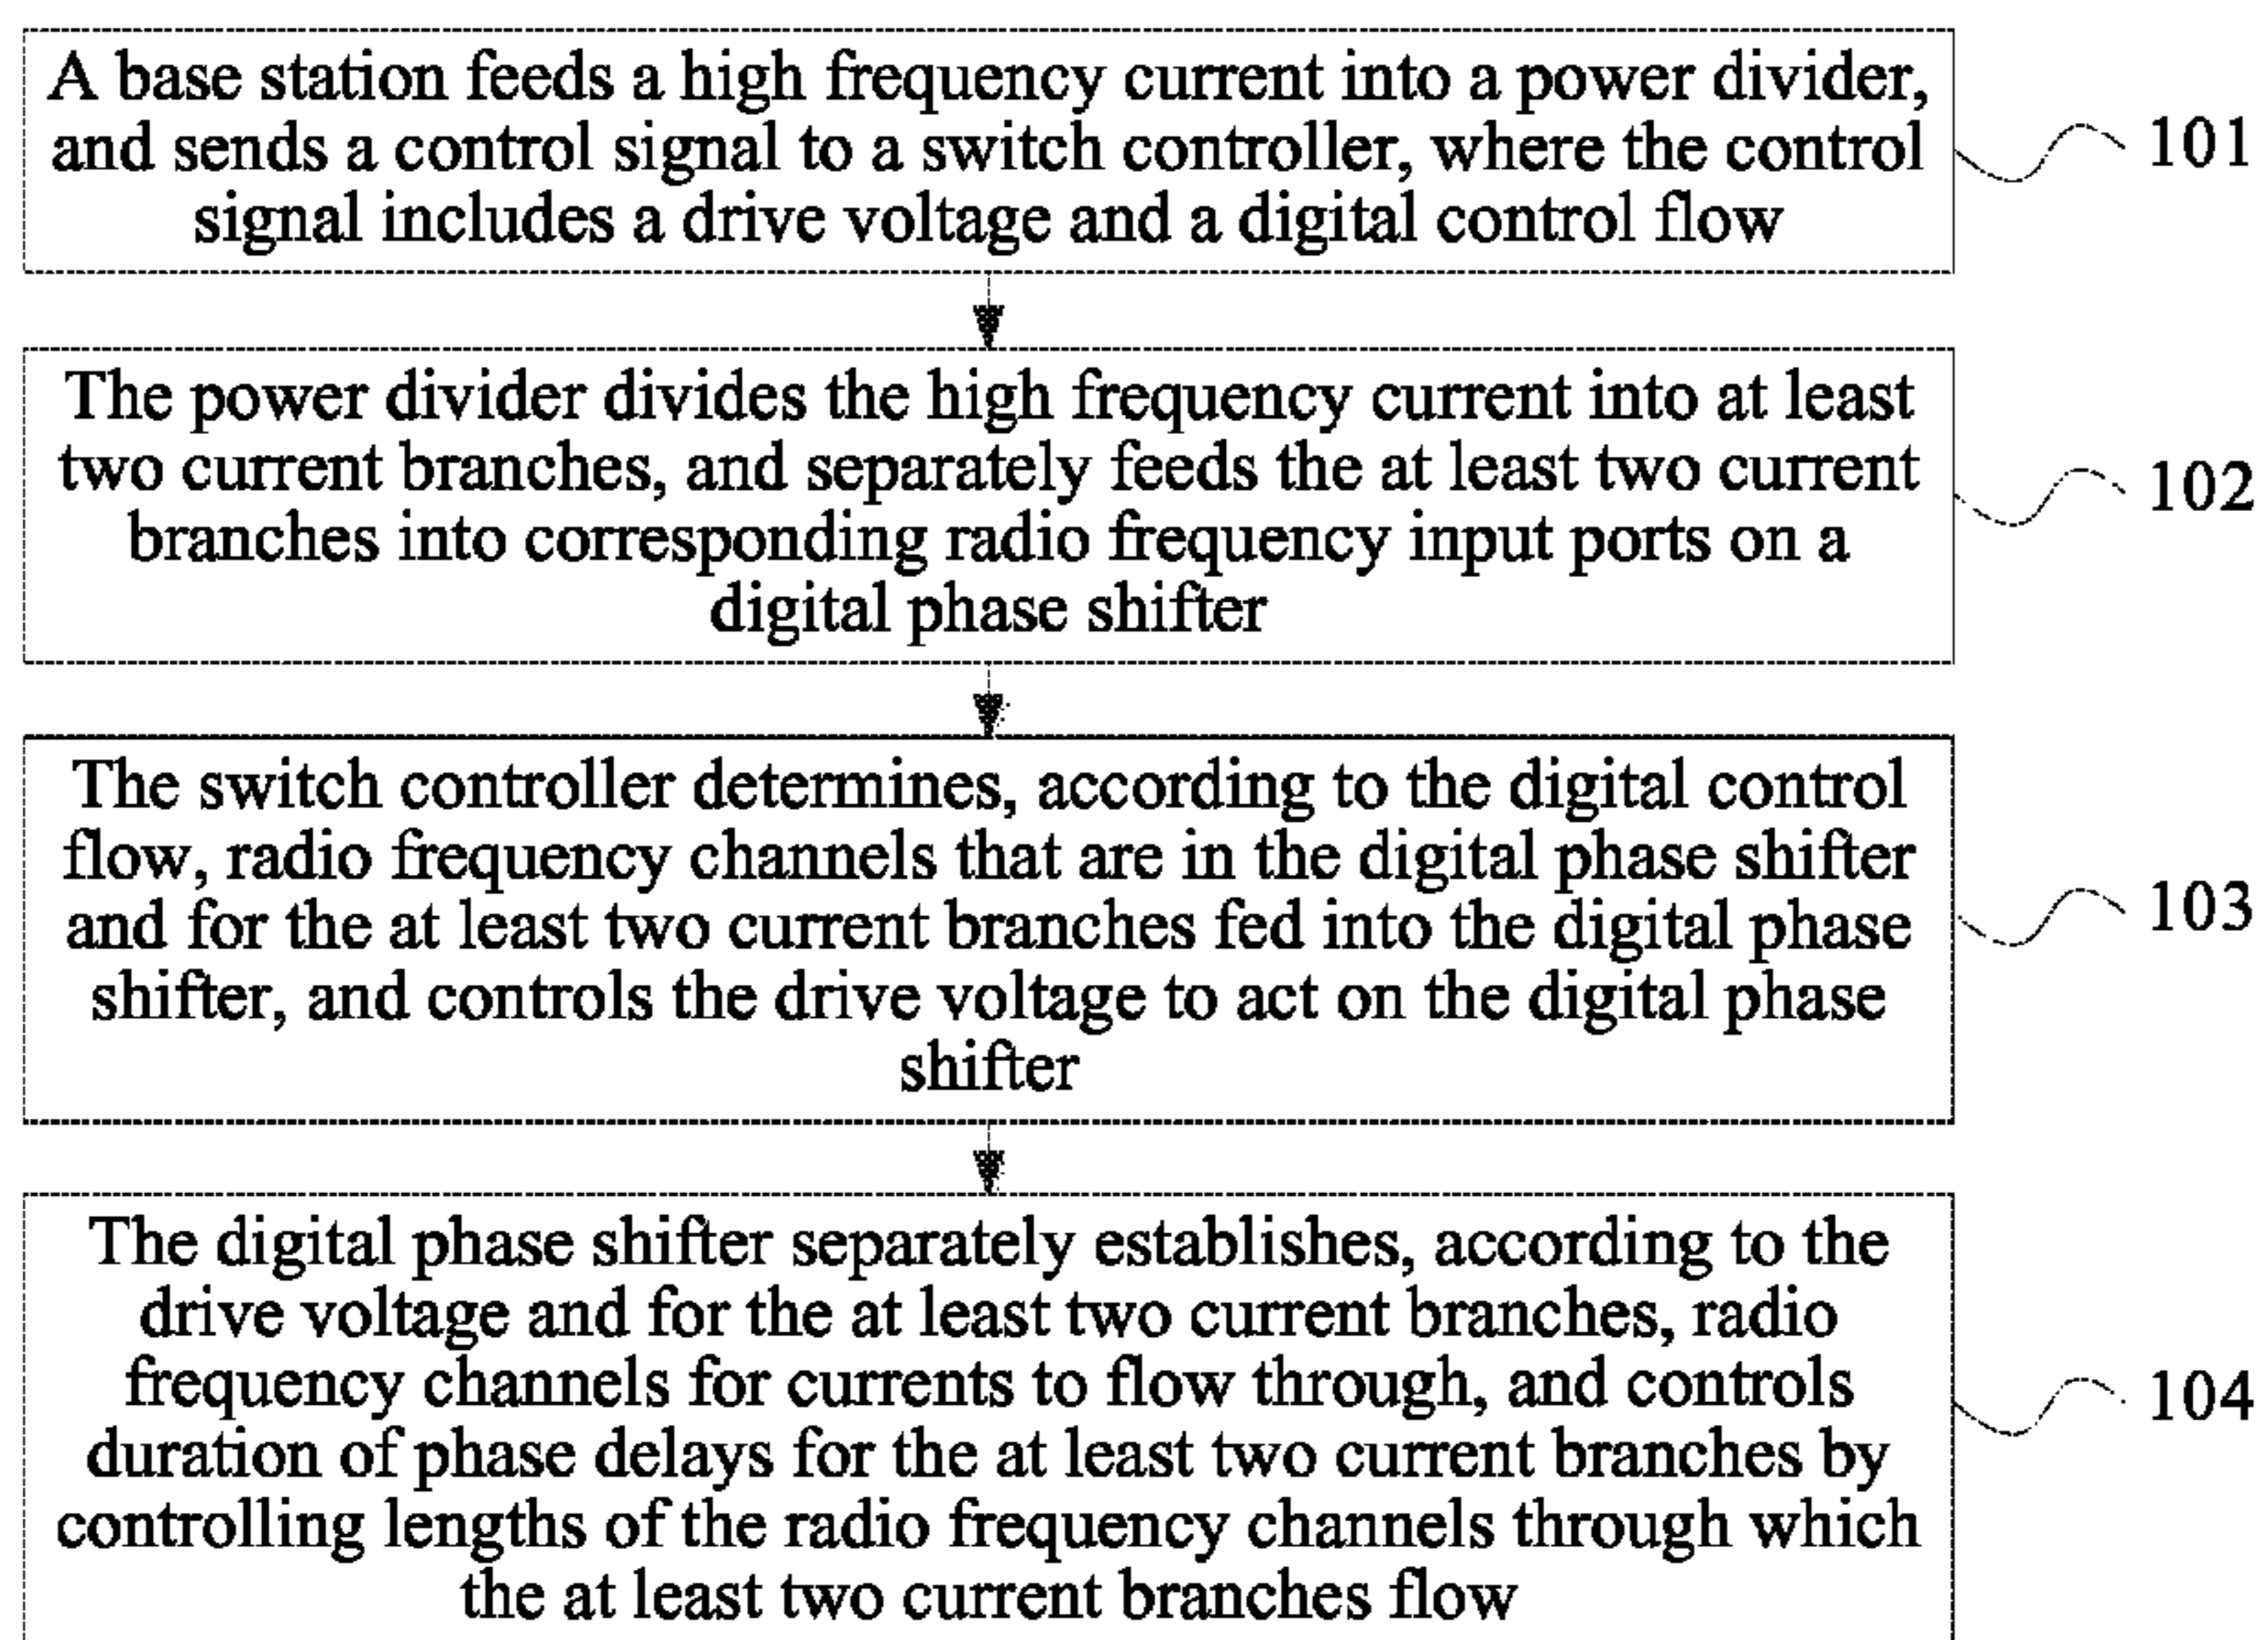 A base station feeds a high frequency current into a power divider,
and sends a control signal to a switch controller, where the control
signal includes a drive voltage and a digital control flow
101
The power divider divides the high frequency current into at least
two current branches, and separately feeds the at least two current
branches into corresponding radio frequency input ports on a
digital phase shifter
102
The switch controller determines, according to the digital control
flow, radio frequency channels that are in the digital phase shifter
and for the at least two current branches fed into the digital phase
shifter, and controls the drive voltage to act on the digital phase
shifter
103
The digital phase shifter separately establishes, according to the
drive voltage and for the at least two current branches, radio
frequency channels for currents to flow through, and controls
duration of phase delays for the at least two current branches by
controlling lengths of the radio frequency channels through which
the at least two current branches flow
104